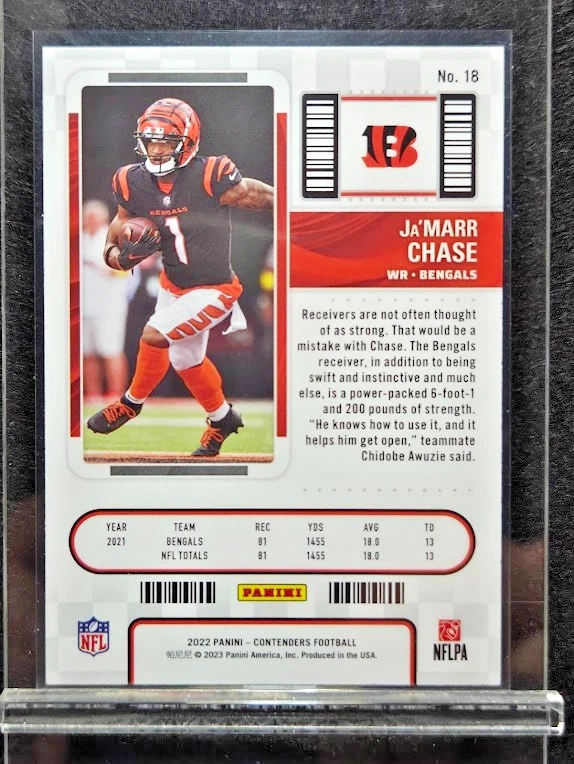 No. 18
JA'MARR
CHASE
WR • BENGALS
BENGALS
1
Receivers are not often thought
of as strong. That would be a
mistake with Chase. The Bengals
receiver, in addition to being
swift and instinctive and much
else, is a power-packed 6-foot-1
and 200 pounds of strength.
“He knows how to use it, and it
helps him get open,” teammate
Chidobe Awuzie said.
YEAR TEAM REC YDS AVG TD
2021 BENGALS 81 1455 18.0 13
NFL TOTALS 81 1455 18.0 13
PANINI
NFL
NFLPA
2022 PANINI – CONTENDERS FOOTBALL
帕尼尼 © 2023 Panini America, Inc. Produced in the USA.